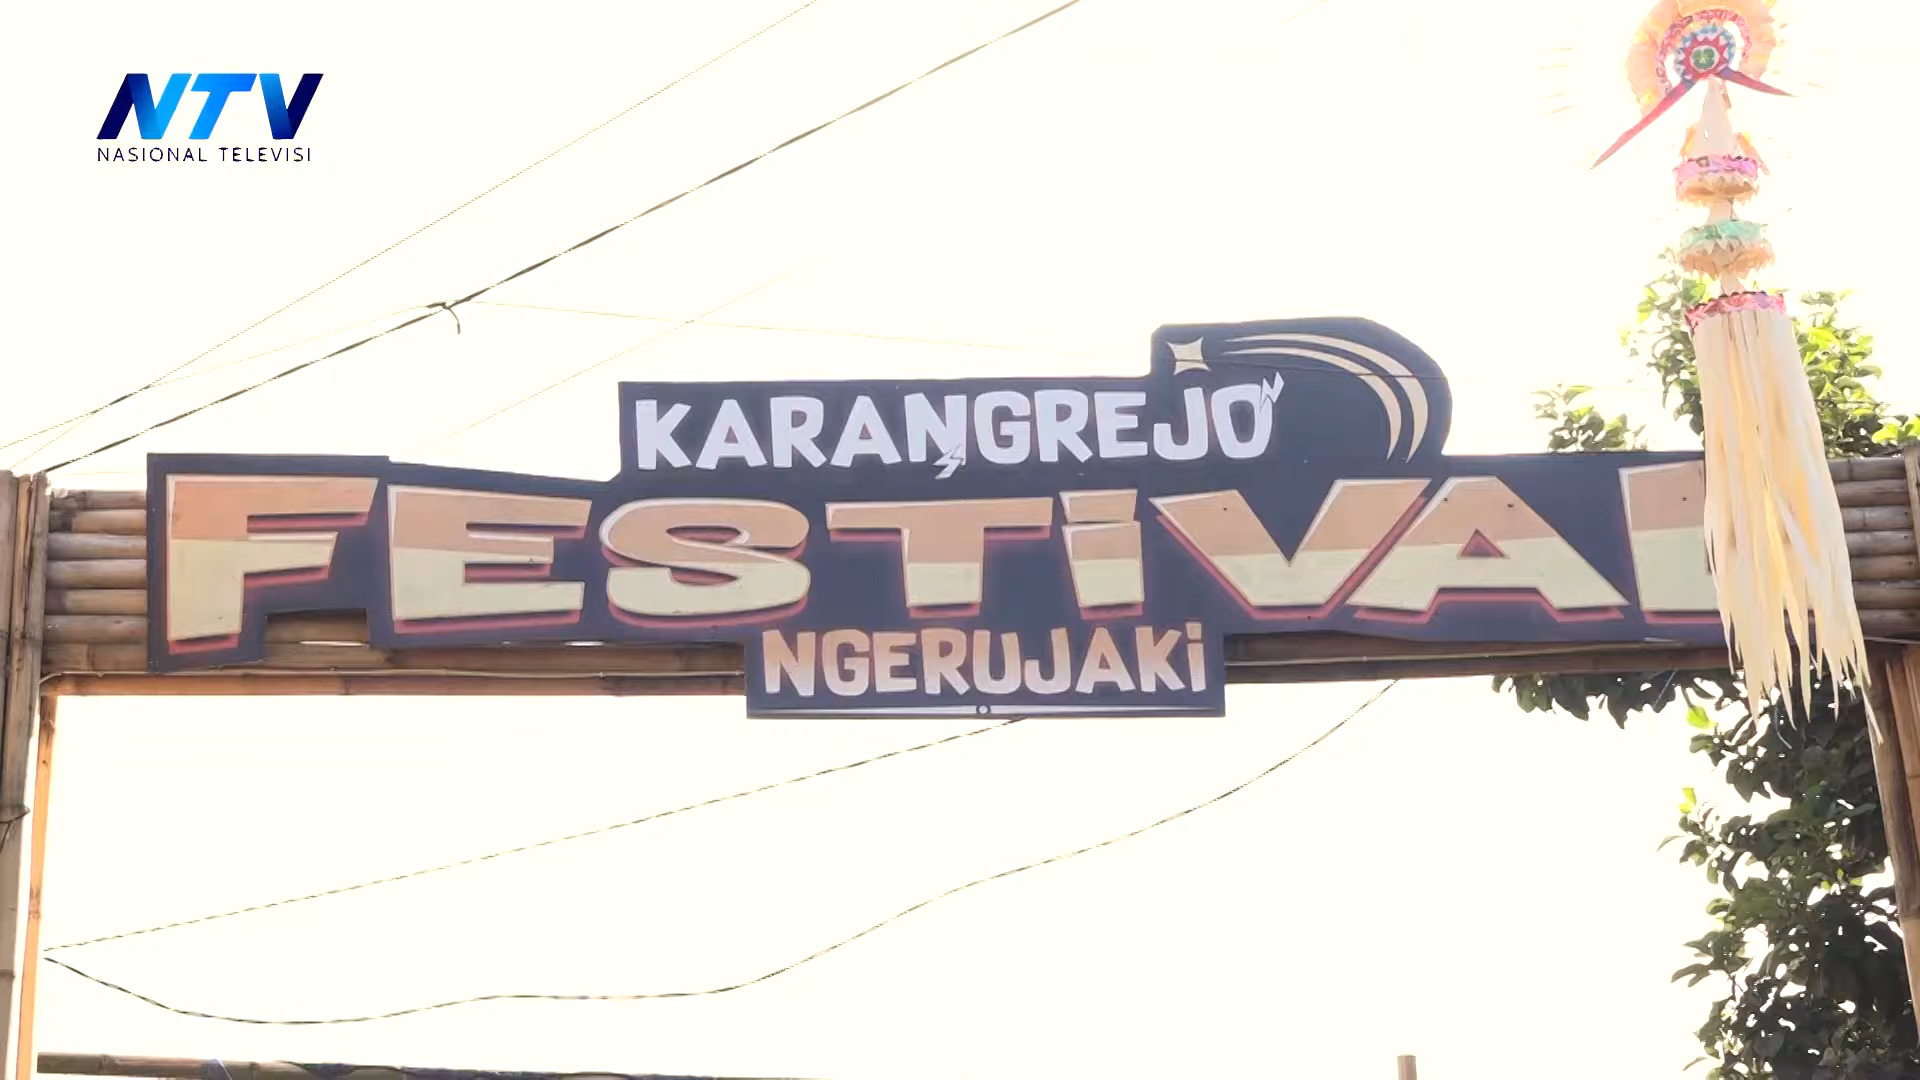 NTV
NASIONAL TELEVISI
KARANGREJO
FESTIVAL
NGERUJAKi